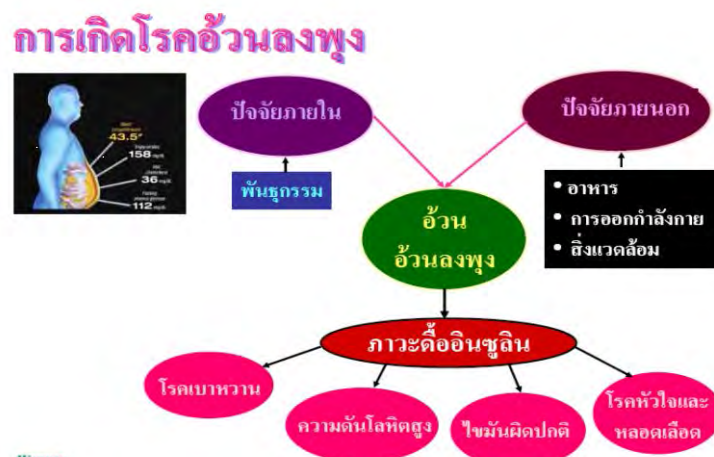 การเกิดโรคอ้วนลงพุง
ปัจจัยภายใน
ปัจจัยภายนอก
43.5"
158
36
112
พันธุกรรม
• อาหาร
• การออกกำลังกาย
• สิ่งแวดล้อม
อ้วน
อ้วนลงพุง
ภาวะดื้ออินซูลิน
โรคเบาหวาน
ความดันโลหิตสูง
ไขมันผิดปกติ
โรคหัวใจและ
หลอดเลือด